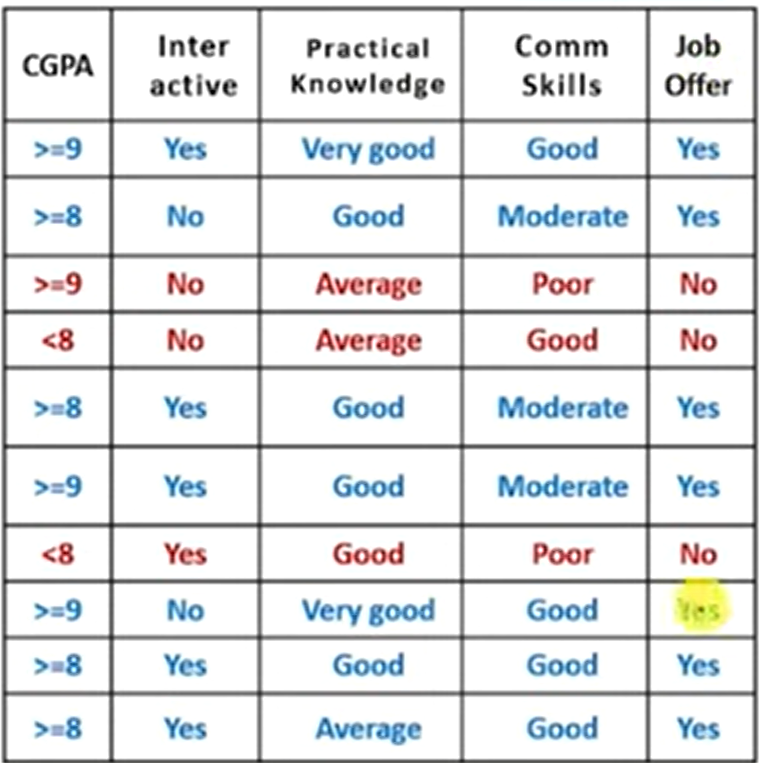 CGPA Inter active Practical Knowledge Comm Skills Job Offer
>=9 Yes Very good Good Yes
>=8 No Good Moderate Yes
>=9 No Average Poor No
<8 No Average Good No
>=8 Yes Good Moderate Yes
>=9 Yes Good Moderate Yes
<8 Yes Good Poor No
>=9 No Very good Good Yes
>=8 Yes Good Good Yes
>=8 Yes Average Good Yes